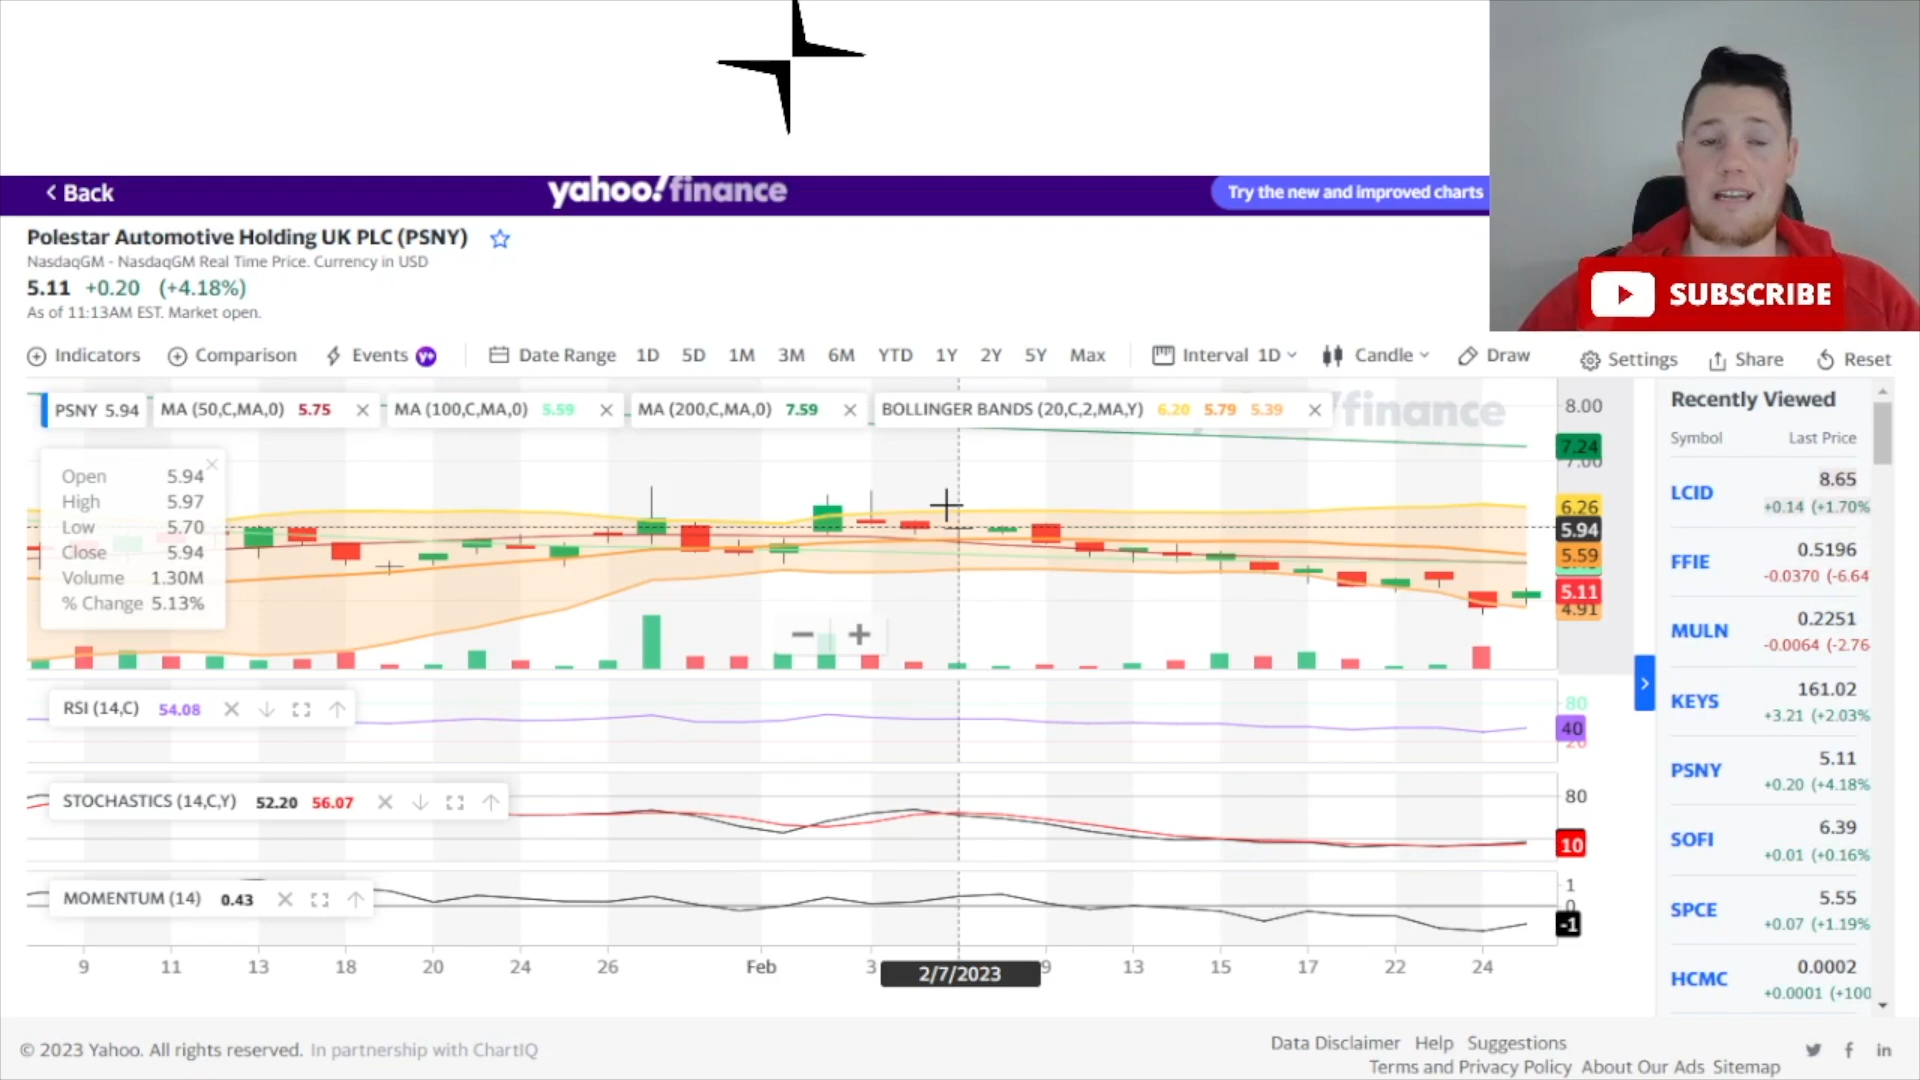 Back
yahoo!finance
Try the new and improved charts
Polestar Automotive Holding UK PLC (PSNY)
NasdaqGM - NasdaqGM Real Time Price. Currency in USD
5.11 +0.20 (+4.18%)
As of 11:13AM EST. Market open.
SUBSCRIBE
Indicators Comparison Events y+ Date Range 1D 5D 1M 3M 6M YTD 1Y 2Y 5Y Max Interval 1D Candle Draw Settings Share Reset
PSNY 5.94 MA (50,C,MA,0) 5.75 MA (100,C,MA,0) 5.59 MA (200,C,MA,0) 7.59 BOLLINGER BANDS (20,C,2,MA,Y) 6.20 5.79 5.39
finance
8.00
7.24
7.00
6.26
5.94
5.59
5.11
4.91
Open 5.94
High 5.97
Low 5.70
Close 5.94
Volume 1.30M
% Change 5.13%
RSI (14,C) 54.08
80
40
20
STOCHASTICS (14,C,Y) 52.20 56.07
80
10
MOMENTUM (14) 0.43
1
0
-1
9 11 13 18 20 24 26 Feb 3 2/7/2023 9 13 15 17 22 24
Recently Viewed
Symbol Last Price
LCID 8.65
+0.14 (+1.70%
FFIE 0.5196
-0.0370 (-6.64
MULN 0.2251
-0.0064 (-2.76
KEYS 161.02
+3.21 (+2.03%
PSNY 5.11
+0.20 (+4.18%
SOFI 6.39
+0.01 (+0.16%
SPCE 5.55
+0.07 (+1.19%
HCMC 0.0002
+0.0001 (+100
© 2023 Yahoo. All rights reserved. In partnership with ChartIQ
Data Disclaimer Help Suggestions
Terms and Privacy Policy About Our Ads Sitemap